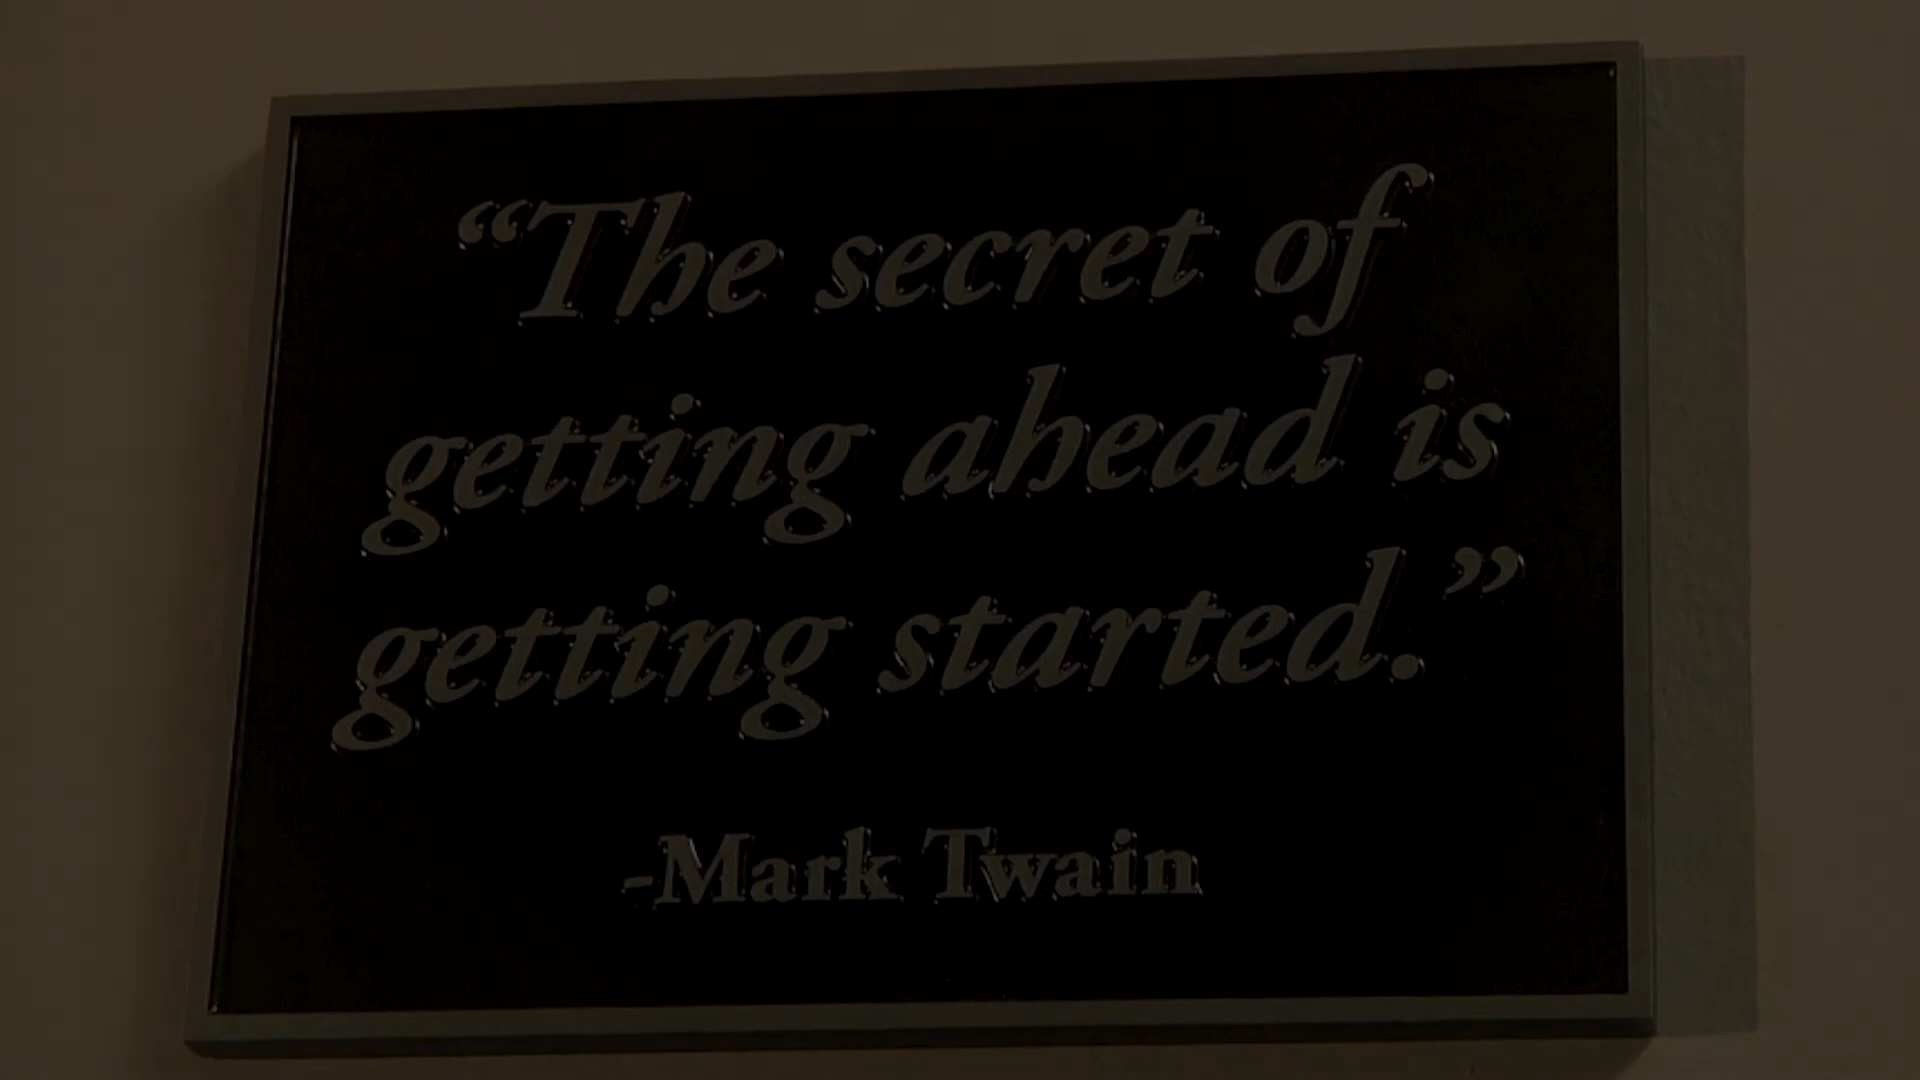 “The secret of
getting ahead is
getting started.”
-Mark Twain